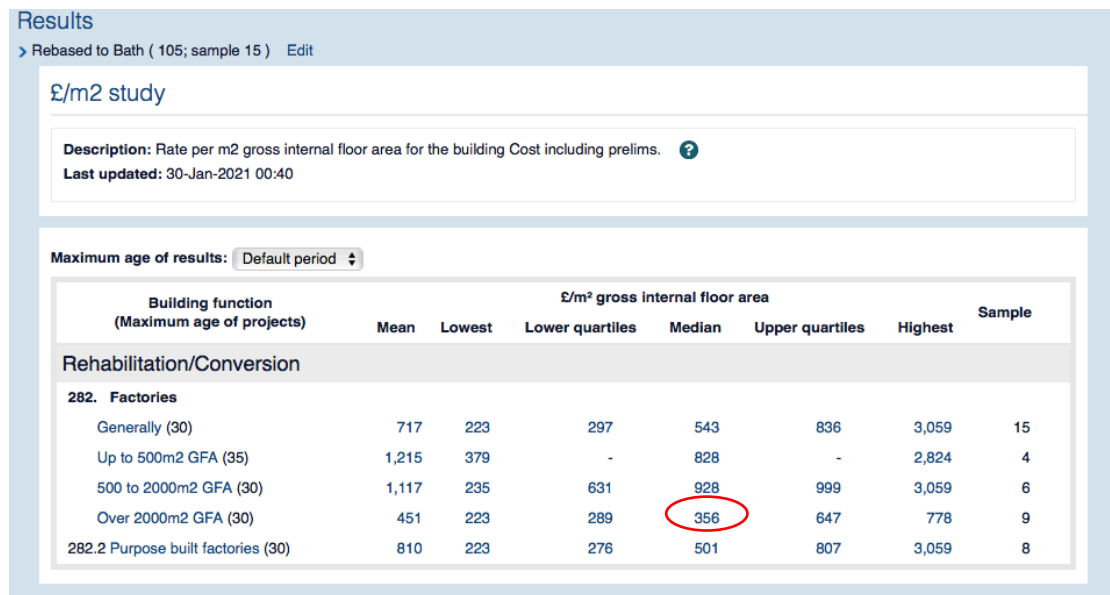 Results
Rebased to Bath ( 105; sample 15 ) Edit
£/m2 study
Description: Rate per m2 gross internal floor area for the building Cost including prelims. ?
Last updated: 30-Jan-2021 00:40
Maximum age of results: Default period
Building function
(Maximum age of projects)
£/m² gross internal floor area
Sample
Mean Lowest Lower quartiles Median Upper quartiles Highest
Rehabilitation/Conversion
282. Factories
Generally (30) 717 223 297 543 836 3,059 15
Up to 500m2 GFA (35) 1,215 379 - 828 - 2,824 4
500 to 2000m2 GFA (30) 1,117 235 631 928 999 3,059 6
Over 2000m2 GFA (30) 451 223 289 356 647 778 9
282.2 Purpose built factories (30) 810 223 276 501 807 3,059 8